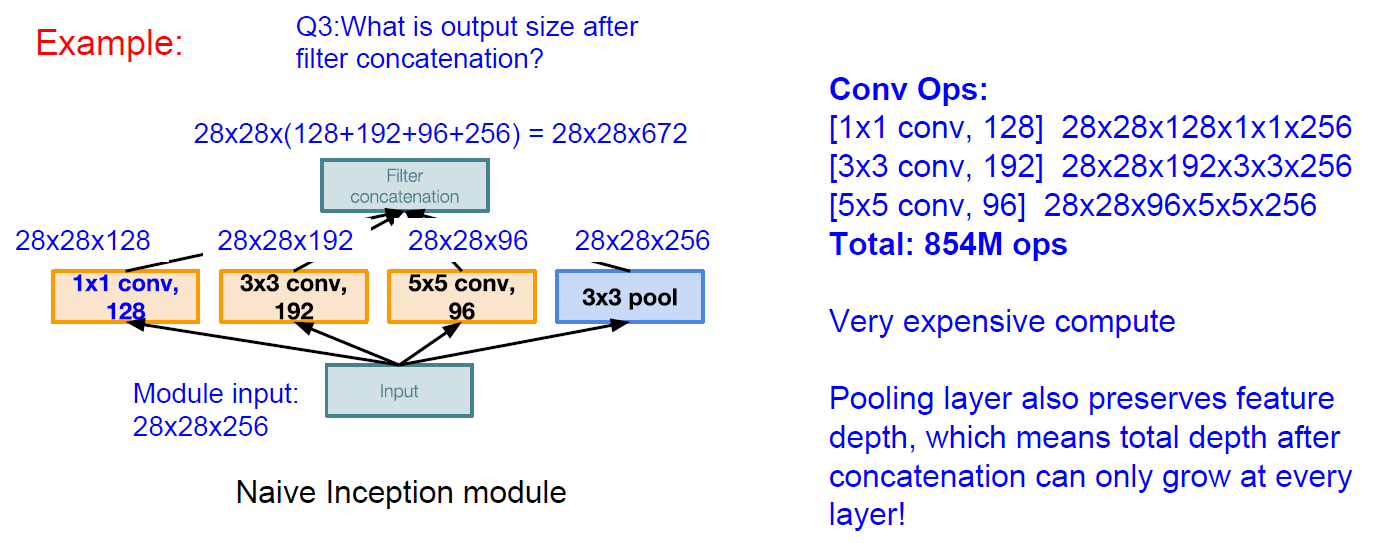 Example:
Q3:What is output size after
filter concatenation?
28x28x(128+192+96+256) = 28x28x672
Filter
concatenation
28x28x128
28x28x192
28x28x96
28x28x256
1x1 conv,
128
3x3 conv,
192
5x5 conv,
96
3x3 pool
Module input:
28x28x256
Input
Naive Inception module
Conv Ops:
[1x1 conv, 128] 28x28x128x1x1x256
[3x3 conv, 192] 28x28x192x3x3x256
[5x5 conv, 96] 28x28x96x5x5x256
Total: 854M ops
Very expensive compute
Pooling layer also preserves feature
depth, which means total depth after
concatenation can only grow at every
layer!